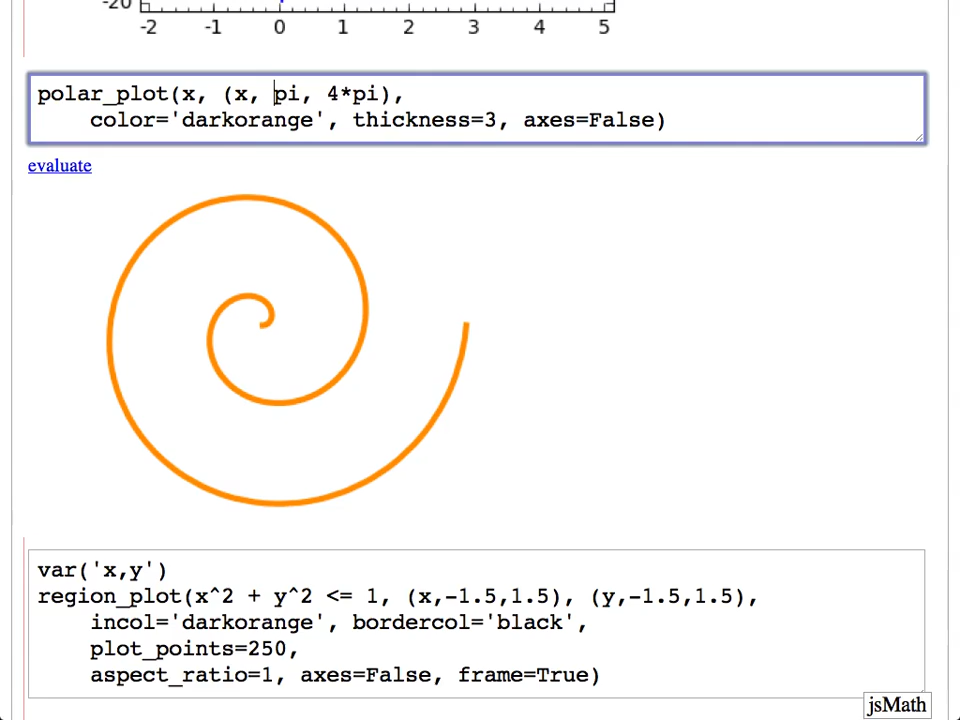 -20
-2 -1 0 1 2 3 4 5
polar_plot(x, (x, pi, 4*pi),
color='darkorange', thickness=3, axes=False)
evaluate
var('x,y')
region_plot(x^2 + y^2 <= 1, (x,-1.5,1.5), (y,-1.5,1.5),
incol='darkorange', bordercol='black',
plot_points=250,
aspect_ratio=1, axes=False, frame=True)
jsMath